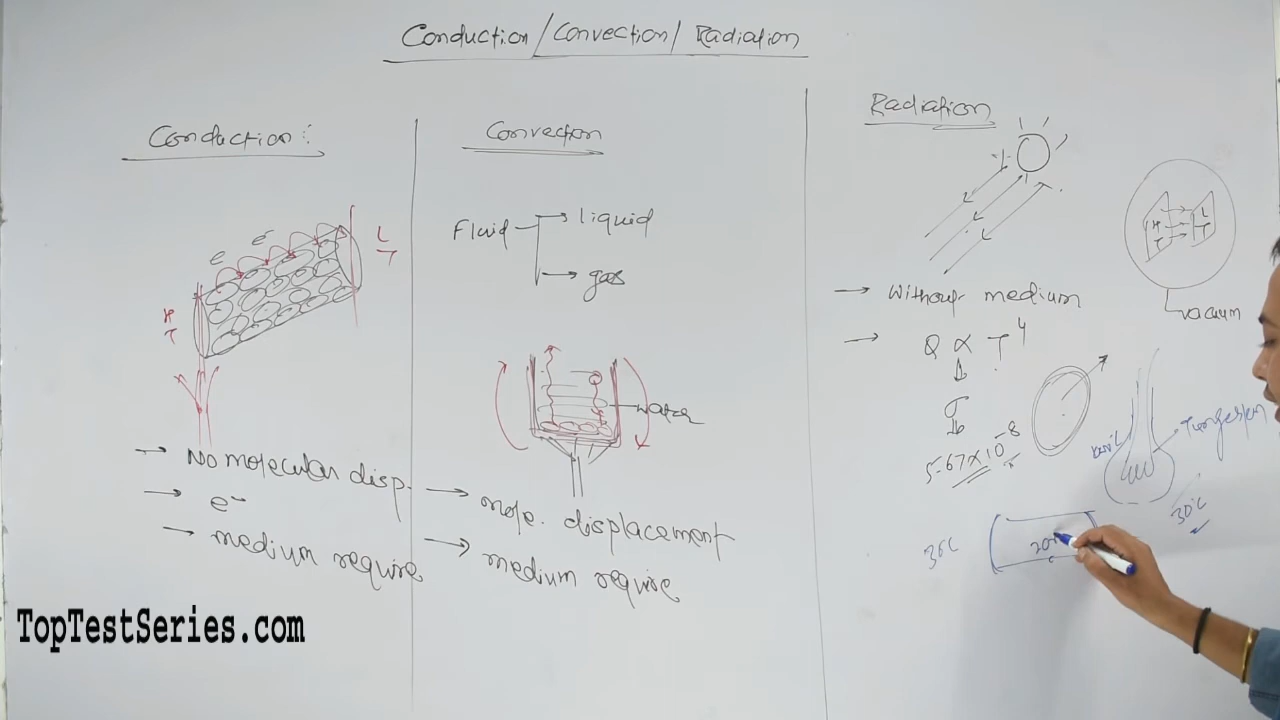 Conduction/Convection/Radiation
Conduction:
e e-
L
T
H
T
→ No molecular disp.
→ e-
→ medium require
Convection
Fluid → liquid
→ gas
water
→ mole. displacement
→ medium require
Radiation
L
L
L
H
T
L
T
vacuum
→ Without medium
→ Q ∝ T4
σ
5-67×10-8
30°C
30°C
TopTestSeries.com